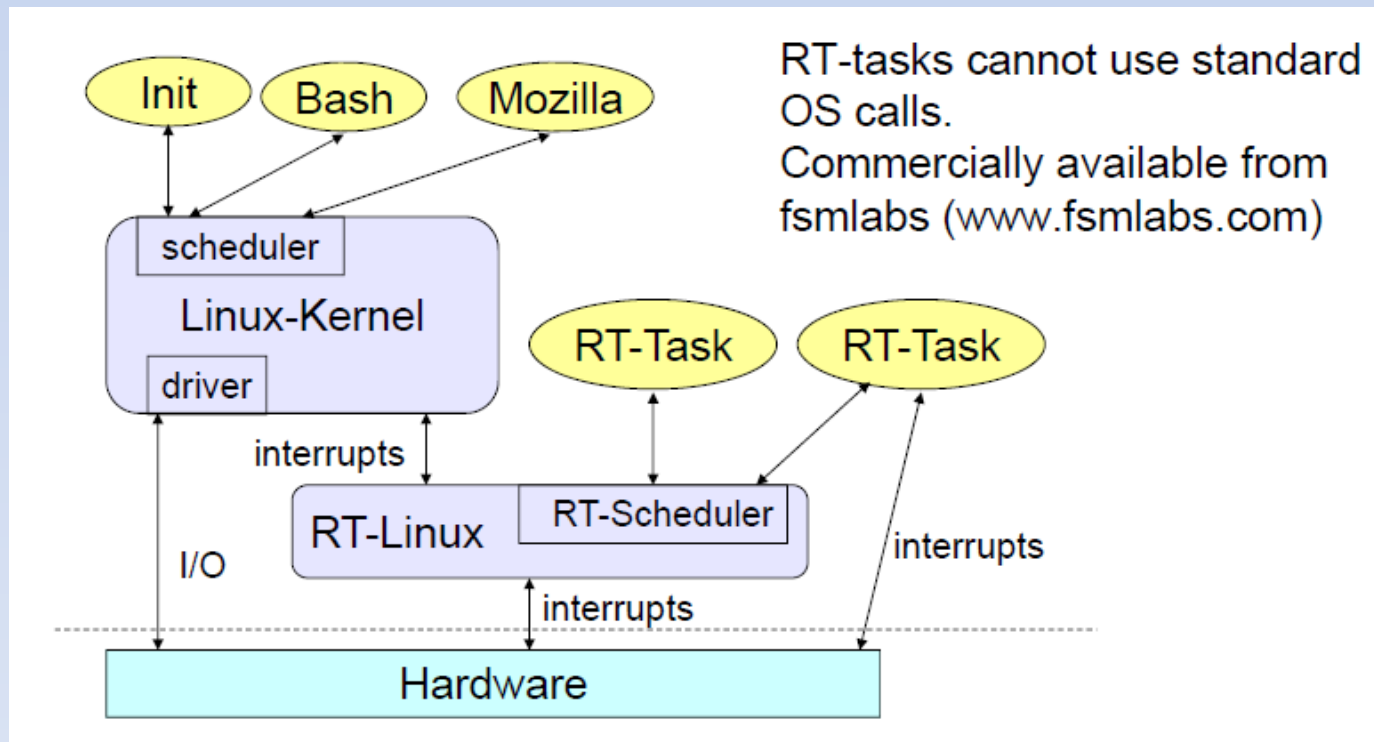 RT-tasks cannot use standard
OS calls.
Commercially available from
fsmlabs (www.fsmlabs.com)
Init
Bash
Mozilla
scheduler
Linux-Kernel
driver
RT-Task
RT-Task
interrupts
RT-Linux
RT-Scheduler
I/O
interrupts
interrupts
Hardware